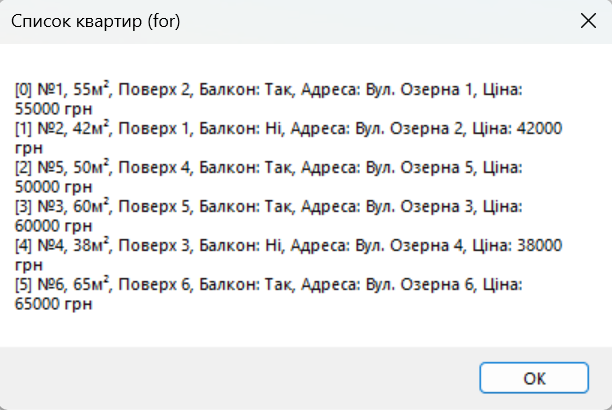 Список квартир (for)
[0] №1, 55м², Поверх 2, Балкон: Так, Адреса: Вул. Озерна 1, Ціна:
55000 грн
[1] №2, 42м², Поверх 1, Балкон: Ні, Адреса: Вул. Озерна 2, Ціна: 42000
грн
[2] №5, 50м², Поверх 4, Балкон: Так, Адреса: Вул. Озерна 5, Ціна:
50000 грн
[3] №3, 60м², Поверх 5, Балкон: Так, Адреса: Вул. Озерна 3, Ціна:
60000 грн
[4] №4, 38м², Поверх 3, Балкон: Ні, Адреса: Вул. Озерна 4, Ціна: 38000
грн
[5] №6, 65м², Поверх 6, Балкон: Так, Адреса: Вул. Озерна 6, Ціна:
65000 грн
OK